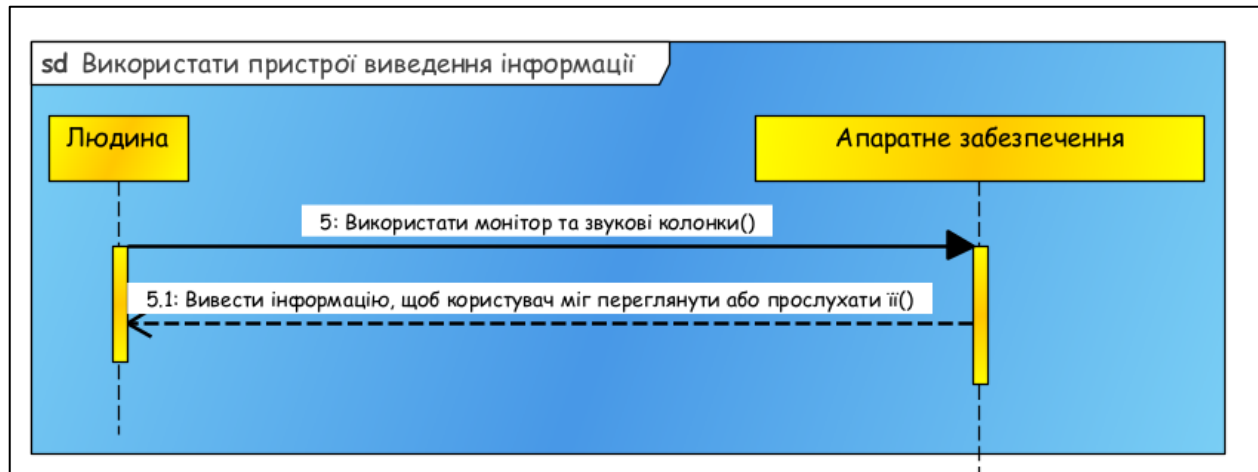 sd Використати пристрої виведення інформації
Людина
Апаратне забезпечення
5: Використати монітор та звукові колонки()
5.1: Вивести інформацію, щоб користувач міг переглянути або прослухати її()